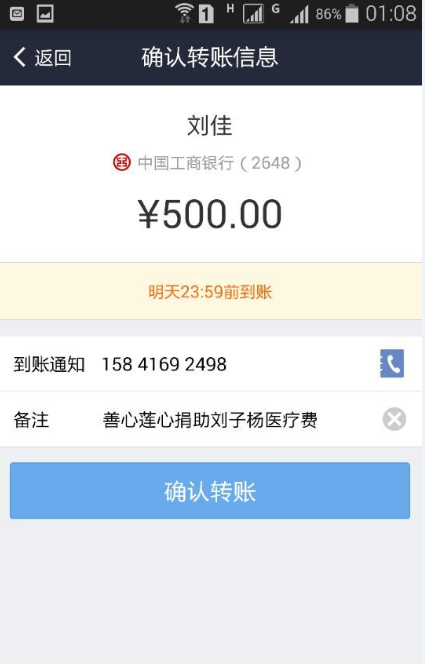 1 H G 86% 01:08
返回 确认转账信息
刘佳
中国工商银行（2648）
¥500.00
明天23:59前到账
到账通知 158 4169 2498
备注 善心莲心捐助刘子杨医疗费
确认转账